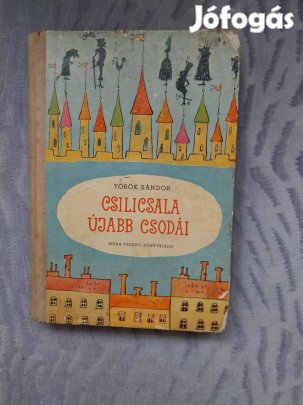 Jófogás
TÖRÖK SÁNDOR
CSILICSALA
ÚJABB CSODÁI
MÓRA FERENC KÖNYVKIADÓ